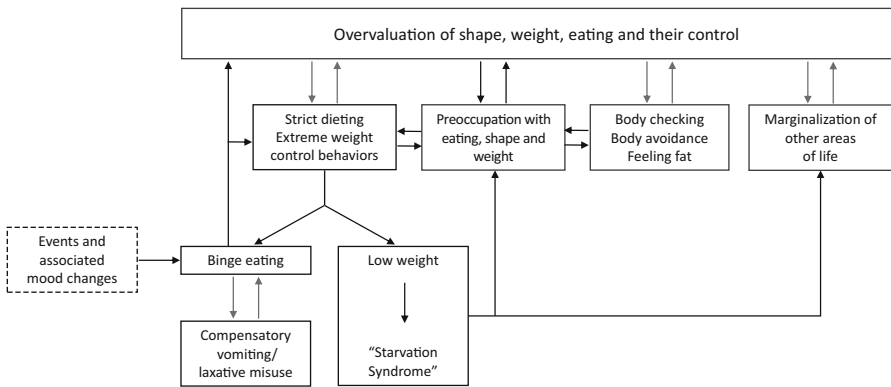 Overvaluation of shape, weight, eating and their control
Strict dieting
Extreme weight
control behaviors
Preoccupation with
eating, shape and
weight
Body checking
Body avoidance
Feeling fat
Marginalization of
other areas
of life
Events and
associated
mood changes
Binge eating
Low weight
Compensatory
vomiting/
laxative misuse
“Starvation
Syndrome”